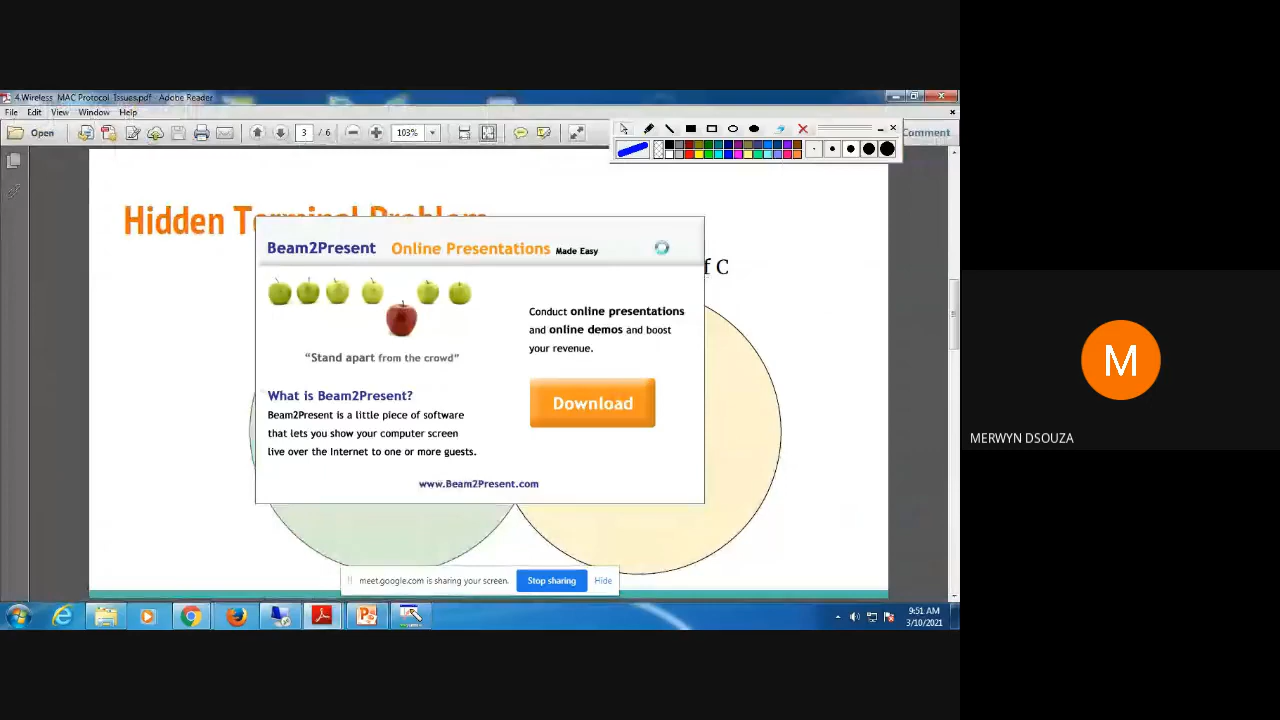 4.Wireless MAC Protocol Issues.pdf - Adobe Reader
File Edit View Window Help
Open 3 / 6 103% Comment
Hidden Terminal Problem
f C
Beam2Present Online Presentations Made Easy
Conduct online presentations
and online demos and boost
your revenue.
"Stand apart from the crowd"
What is Beam2Present?
Beam2Present is a little piece of software
that lets you show your computer screen
live over the Internet to one or more guests.
Download
www.Beam2Present.com
meet.google.com is sharing your screen. Stop sharing Hide
9:51 AM
3/10/2021
M
MERWYN DSOUZA